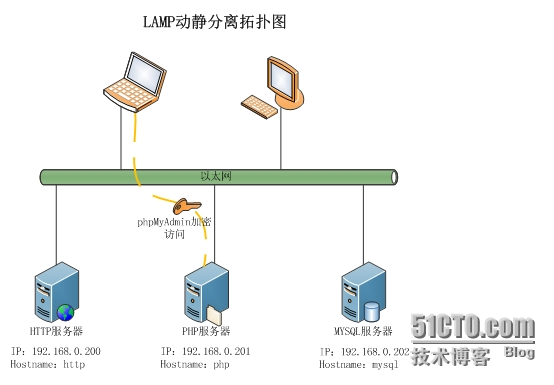 LAMP动静分离拓扑图
以太网
phpMyAdmin加密
访问
HTTP服务器
IP: 192.168.0.200
Hostname: http
PHP服务器
IP: 192.168.0.201
Hostname: php
MYSQL服务器
IP: 192.168.0.202
Hostname: mysql
51CTO.com
技术博客 Blog